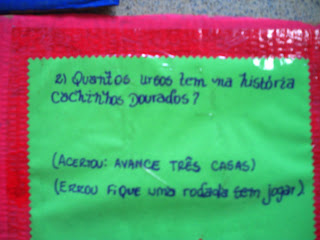 2) Quantos ursos tem na história
Cachinhos Dourados?
(ACERTOU: AVANCE TRÊS CASAS)
(ERROU FIQUE uma rodada sem jogar)